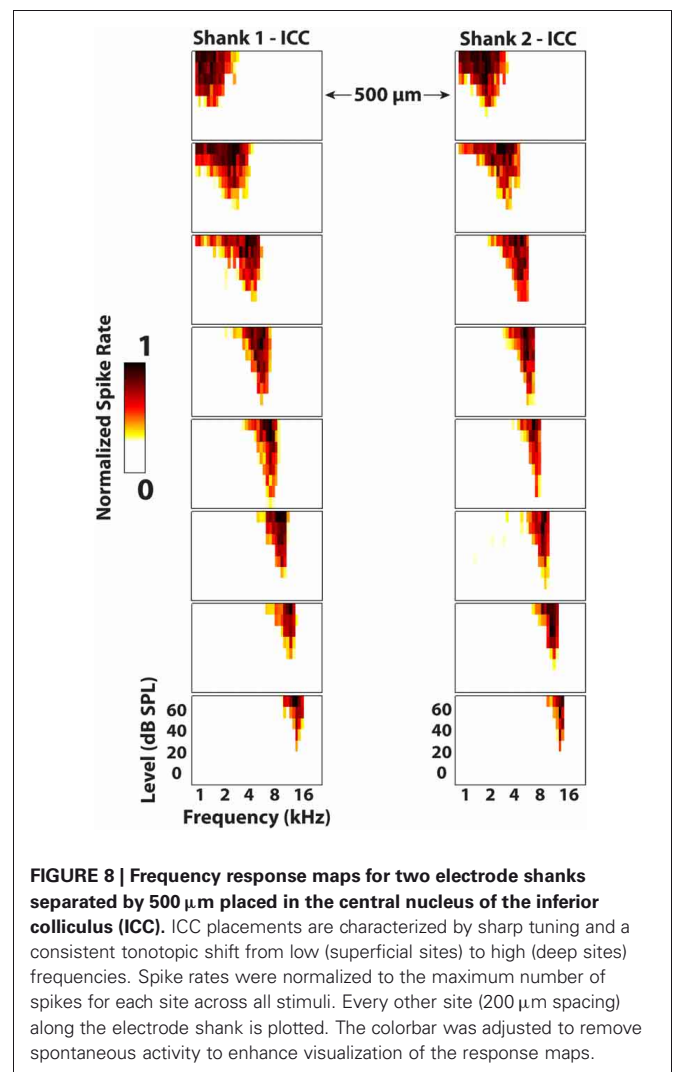 Shank 1 - ICC
Shank 2 - ICC
500 µm
Normalized Spike Rate
1
0
Level (dB SPL)
60
40
20
0
60
40
20
0
1 2 4 8 16
1 2 4 8 16
Frequency (kHz)
FIGURE 8 | Frequency response maps for two electrode shanks
separated by 500 µm placed in the central nucleus of the inferior
colliculus (ICC). ICC placements are characterized by sharp tuning and a
consistent tonotopic shift from low (superficial sites) to high (deep sites)
frequencies. Spike rates were normalized to the maximum number of
spikes for each site across all stimuli. Every other site (200 µm spacing)
along the electrode shank is plotted. The colorbar was adjusted to remove
spontaneous activity to enhance visualization of the response maps.